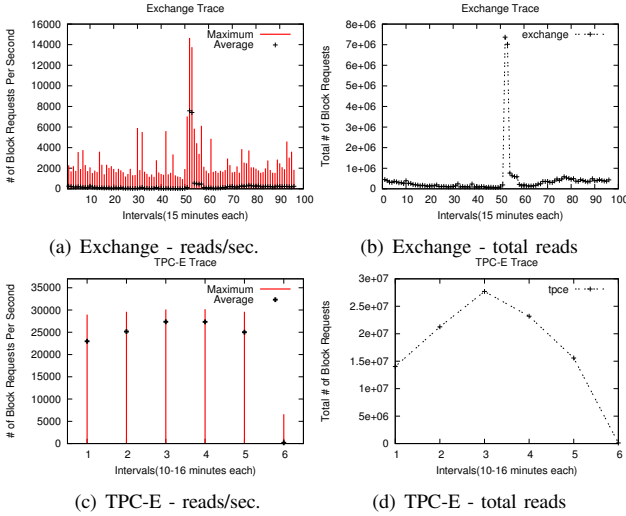 Exchange Trace
# of Block Requests Per Second
16000
14000
12000
10000
8000
6000
4000
2000
0
Maximum
Average
10 20 30 40 50 60 70 80 90 100
Intervals(15 minutes each)
(a) Exchange - reads/sec.
Exchange Trace
Total # of Block Requests
8e+06
7e+06
6e+06
5e+06
4e+06
3e+06
2e+06
1e+06
0
exchange
0 10 20 30 40 50 60 70 80 90 100
Intervals(15 minutes each)
(b) Exchange - total reads
TPC-E Trace
# of Block Requests Per Second
35000
30000
25000
20000
15000
10000
5000
0
Maximum
Average
1 2 3 4 5 6
Intervals(10-16 minutes each)
(c) TPC-E - reads/sec.
TPC-E Trace
Total # of Block Requests
3e+07
2.5e+07
2e+07
1.5e+07
1e+07
5e+06
0
tpce
1 2 3 4 5 6
Intervals(10-16 minutes each)
(d) TPC-E - total reads